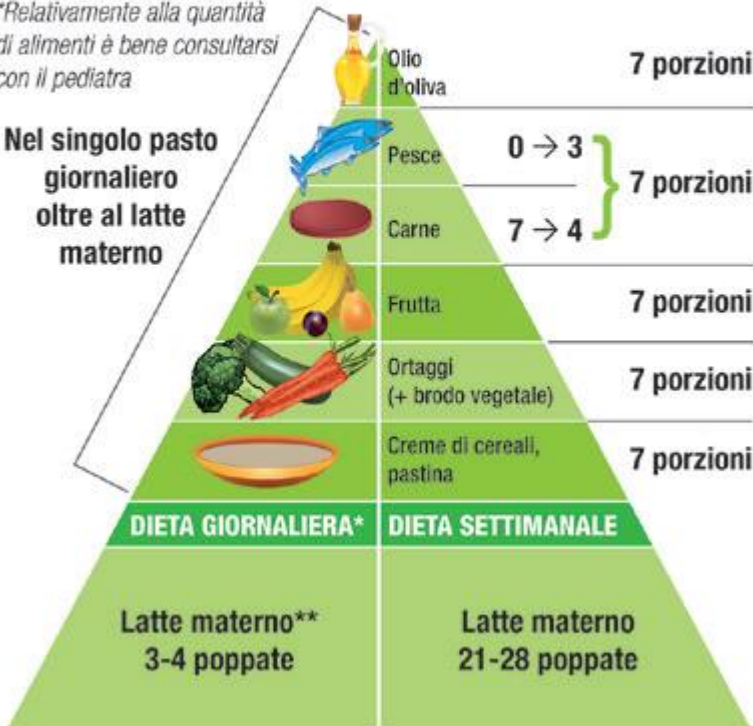 *Relativamente alla quantità
di alimenti è bene consultarsi
con il pediatra
Nel singolo pasto
giornaliero
oltre al latte
materno
Olio
d'oliva
7 porzioni
Pesce
0 → 3
Carne
7 → 4
7 porzioni
Frutta
7 porzioni
Ortaggi
(+ brodo vegetale)
7 porzioni
Creme di cereali,
pastina
7 porzioni
DIETA GIORNALIERA*
DIETA SETTIMANALE
Latte materno**
3-4 poppate
Latte materno
21-28 poppate